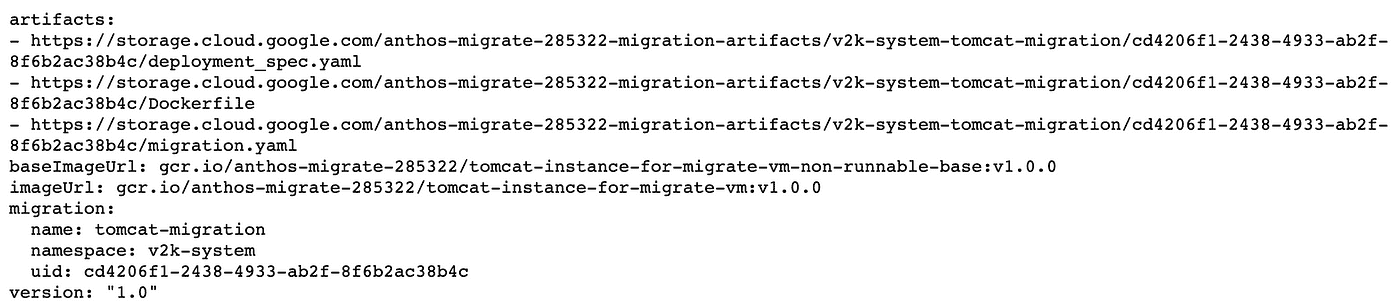 artifacts:
- https://storage.cloud.google.com/anthos-migrate-285322-migration-artifacts/v2k-system-tomcat-migration/cd4206f1-2438-4933-ab2f-
8f6b2ac38b4c/deployment_spec.yaml
- https://storage.cloud.google.com/anthos-migrate-285322-migration-artifacts/v2k-system-tomcat-migration/cd4206f1-2438-4933-ab2f-
8f6b2ac38b4c/Dockerfile
- https://storage.cloud.google.com/anthos-migrate-285322-migration-artifacts/v2k-system-tomcat-migration/cd4206f1-2438-4933-ab2f-
8f6b2ac38b4c/migration.yaml
baseImageUrl: gcr.io/anthos-migrate-285322/tomcat-instance-for-migrate-vm-non-runnable-base:v1.0.0
imageUrl: gcr.io/anthos-migrate-285322/tomcat-instance-for-migrate-vm:v1.0.0
migration:
  name: tomcat-migration
  namespace: v2k-system
  uid: cd4206f1-2438-4933-ab2f-8f6b2ac38b4c
version: "1.0"